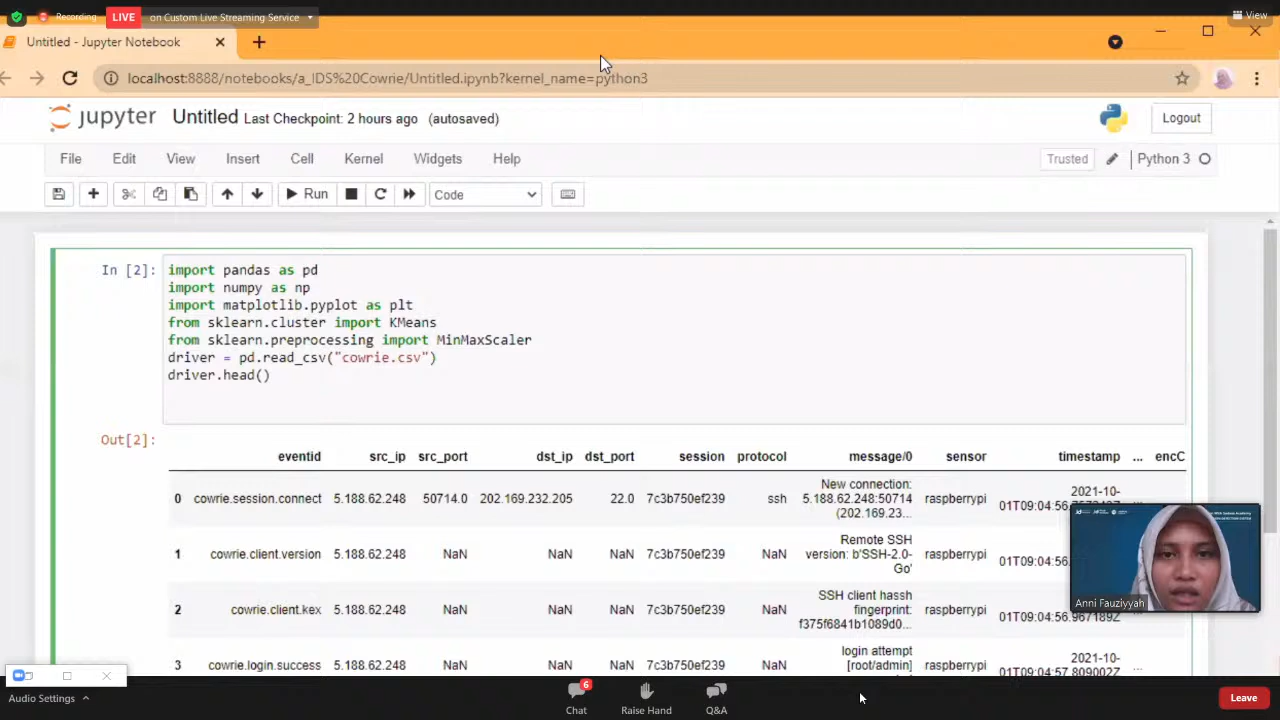 Recording LIVE on Custom Live Streaming Service View
Untitled - Jupyter Notebook
localhost:8888/notebooks/a_IDS%20Cowrie/Untitled.ipynb?kernel_name=python3
jupyter Untitled Last Checkpoint: 2 hours ago (autosaved) Logout
File Edit View Insert Cell Kernel Widgets Help Trusted Python 3
Run Code
In [2]: import pandas as pd
import numpy as np
import matplotlib.pyplot as plt
from sklearn.cluster import KMeans
from sklearn.preprocessing import MinMaxScaler
driver = pd.read_csv("cowrie.csv")
driver.head()
Out[2]:
eventid src_ip src_port dst_ip dst_port session protocol message/0 sensor timestamp ... encC
0 cowrie.session.connect 5.188.62.248 50714.0 202.169.232.205 22.0 7c3b750ef239 ssh New connection: 5.188.62.248:50714 (202.169.23... raspberrypi 2021-10-
1 cowrie.client.version 5.188.62.248 NaN NaN NaN 7c3b750ef239 NaN Remote SSH version: b'SSH-2.0-Go' raspberrypi
2 cowrie.client.kex 5.188.62.248 NaN NaN NaN 7c3b750ef239 NaN SSH client hassh fingerprint: f375f6841b1089d0... raspberrypi
3 cowrie.login.success 5.188.62.248 NaN NaN NaN 7c3b750ef239 NaN login attempt [root/admin] raspberrypi 2021-10- ...
Anni Fauziyyah
Audio Settings Chat 6 Raise Hand Q&A Leave